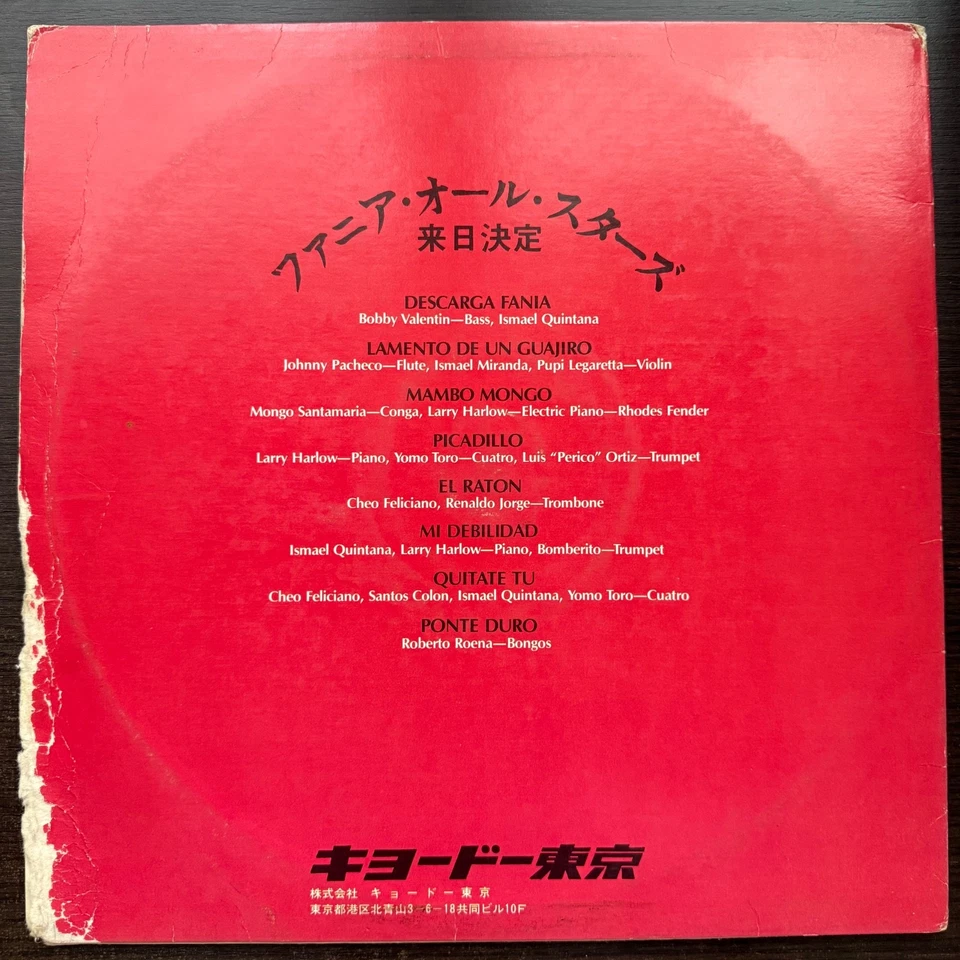 ファニア・オール・スターズ
来日決定
DESCARGA FANIA
Bobby Valentin—Bass, Ismael Quintana
LAMENTO DE UN GUAJIRO
Johnny Pacheco—Flute, Ismael Miranda, Pupi Legaretta—Violin
MAMBO MONGO
Mongo Santamaria—Conga, Larry Harlow—Electric Piano—Rhodes Fender
PICADILLO
Larry Harlow—Piano, Yomo Toro—Cuatro, Luis "Perico" Ortiz—Trumpet
EL RATON
Cheo Feliciano, Renaldo Jorge—Trombone
MI DEBILIDAD
Ismael Quintana, Larry Harlow—Piano, Bomberito—Trumpet
QUITATE TU
Cheo Feliciano, Santos Colon, Ismael Quintana, Yomo Toro—Cuatro
PONTE DURO
Roberto Roena—Bongos
キョードー東京
株式会社 キョードー東京
東京都港区北青山3-6-18共同ビル10F